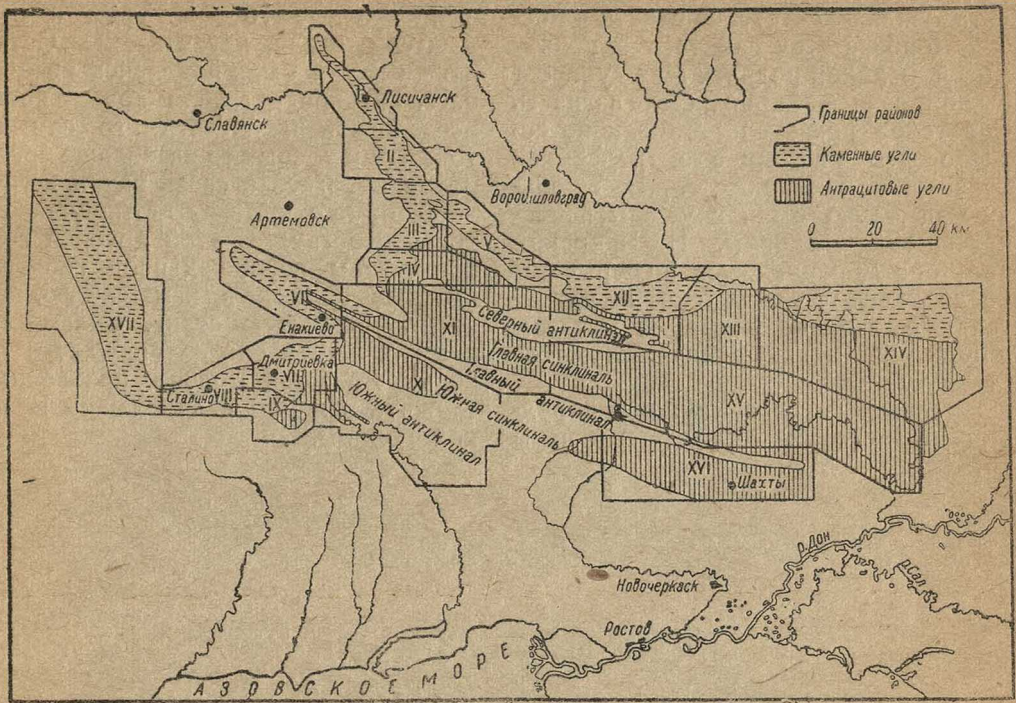 Лисичанск
Славянск
Границы районов
Каменные угли
Ворошиловград
Антрацитовые угли
Артемовск
0 20 40 км
II
III
V
IV
VI
XII
XI
XIII
XIV
XVII
Енакиево
Северный антиклинал
Главная синклиналь
Дмитриевка
VII
Главный антиклинал
Сталино
VIII
IX
X
XV
Южный антиклинал
Южная синклиналь
XVI
Шахты
р. Дон
р. Сал
Новочеркасск
Ростов
АЗОВСКОЕ МОРЕ